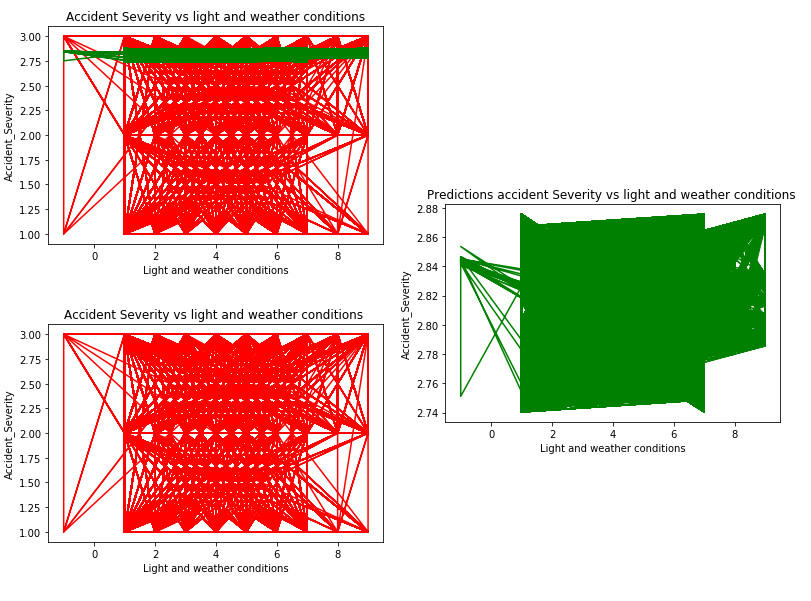 Accident Severity vs light and weather conditions
3.00
2.75
2.50
2.25
2.00
1.75
1.50
1.25
1.00
Accident_Severity
0 2 4 6 8
Light and weather conditions
Accident Severity vs light and weather conditions
3.00
2.75
2.50
2.25
2.00
1.75
1.50
1.25
1.00
Accident_Severity
0 2 4 6 8
Light and weather conditions
Predictions accident Severity vs light and weather conditions
2.88
2.86
2.84
2.82
2.80
2.78
2.76
2.74
Accident_Severity
0 2 4 6 8
Light and weather conditions